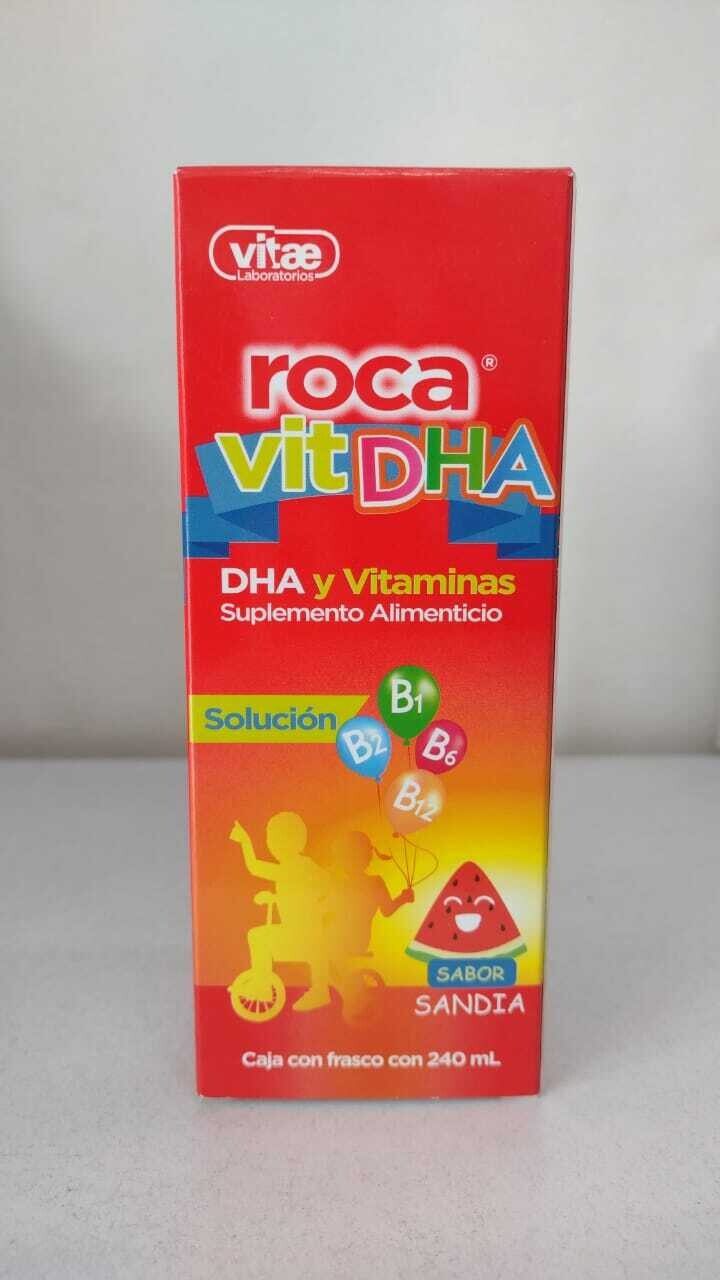 vitae
Laboratorios
roca®
vit DHA
DHA y Vitaminas
Suplemento Alimenticio
Solución
B1
B2
B6
B12
SABOR
SANDIA
Caja con frasco con 240 mL